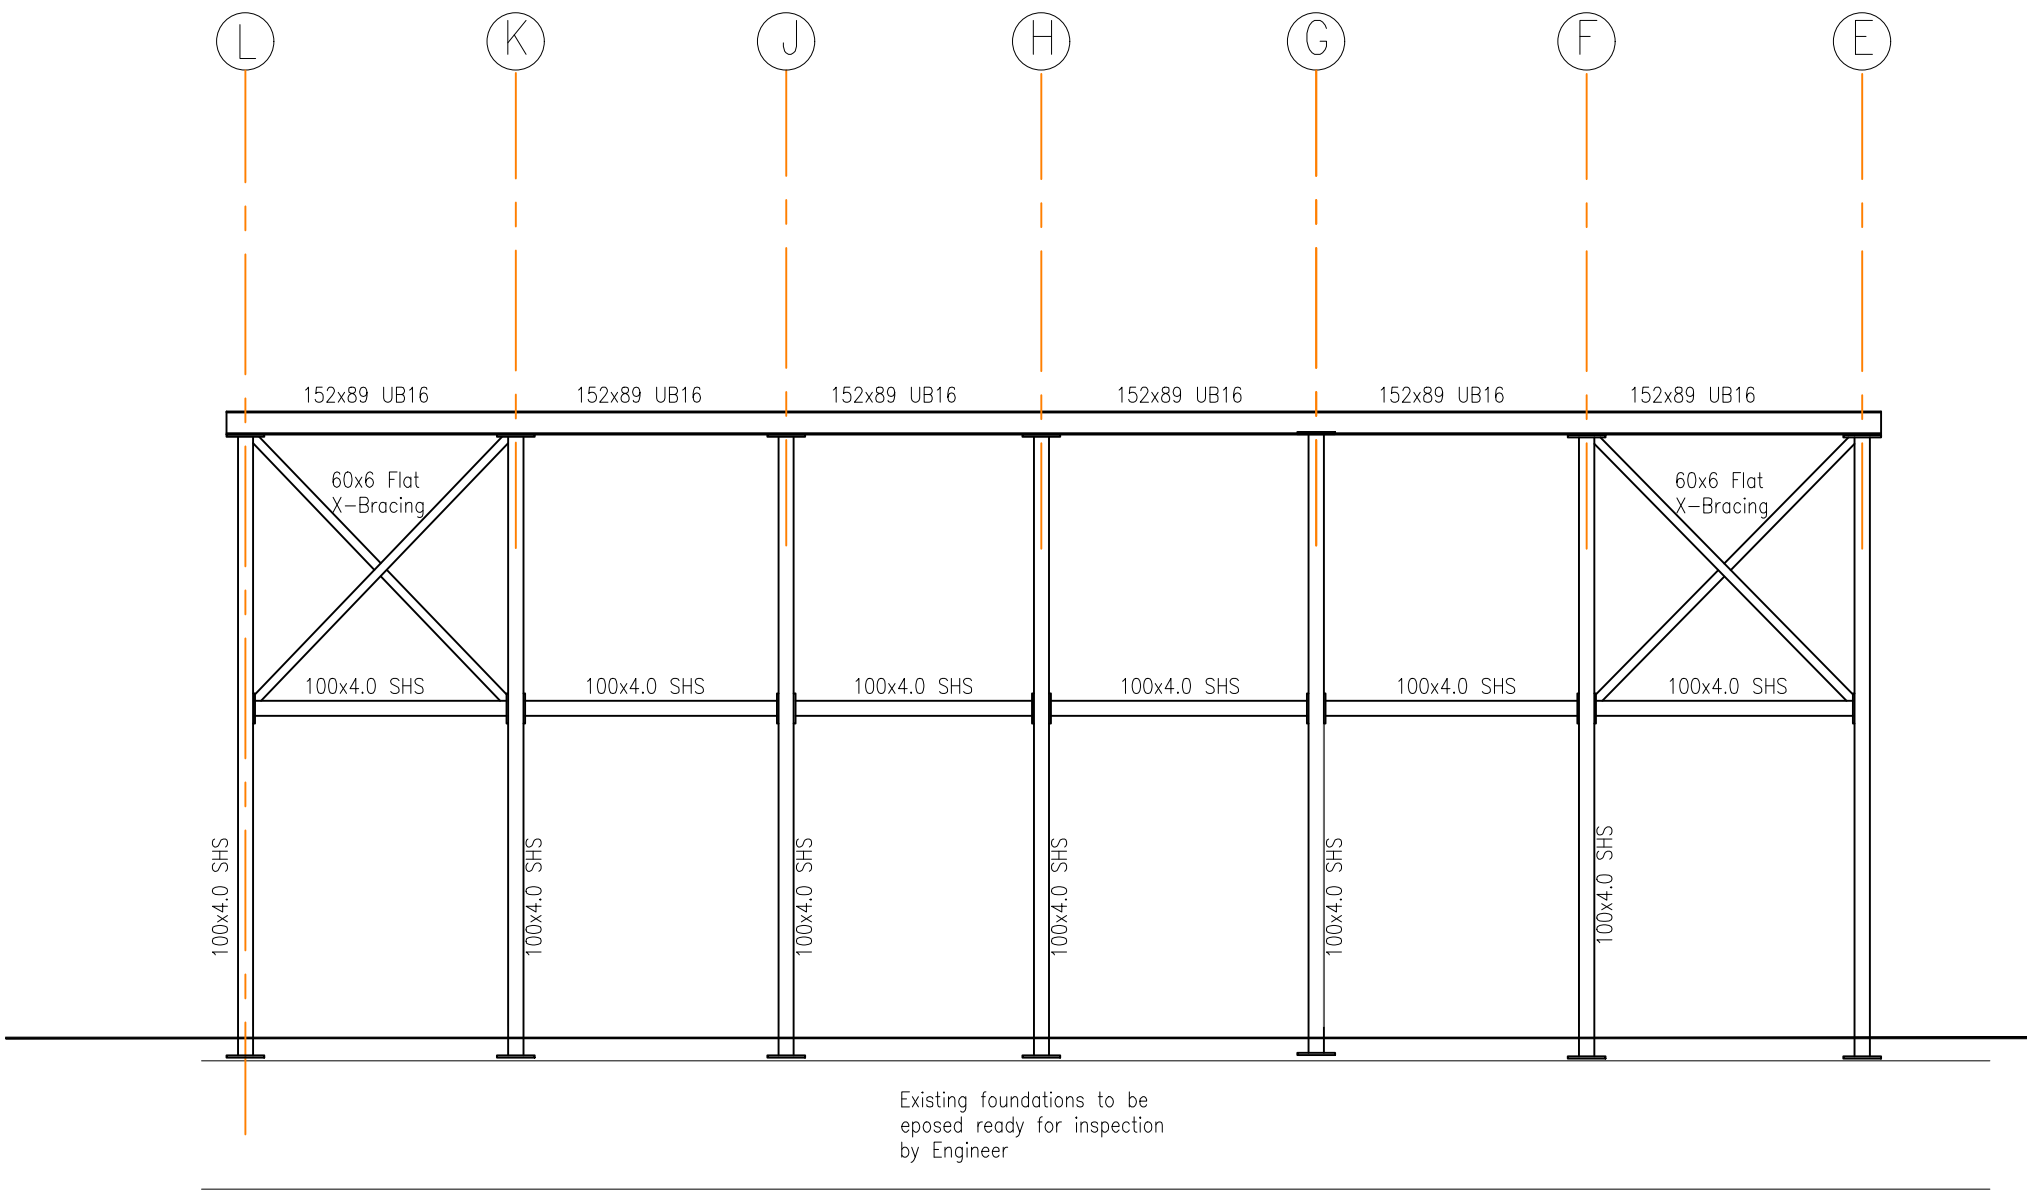 L K J H G F E
152x89 UB16 152x89 UB16 152x89 UB16 152x89 UB16 152x89 UB16 152x89 UB16
60x6 Flat
X-Bracing
60x6 Flat
X-Bracing
100x4.0 SHS 100x4.0 SHS 100x4.0 SHS 100x4.0 SHS 100x4.0 SHS 100x4.0 SHS
100x4.0 SHS
100x4.0 SHS
100x4.0 SHS
100x4.0 SHS
100x4.0 SHS
100x4.0 SHS
Existing foundations to be
eposed ready for inspection
by Engineer